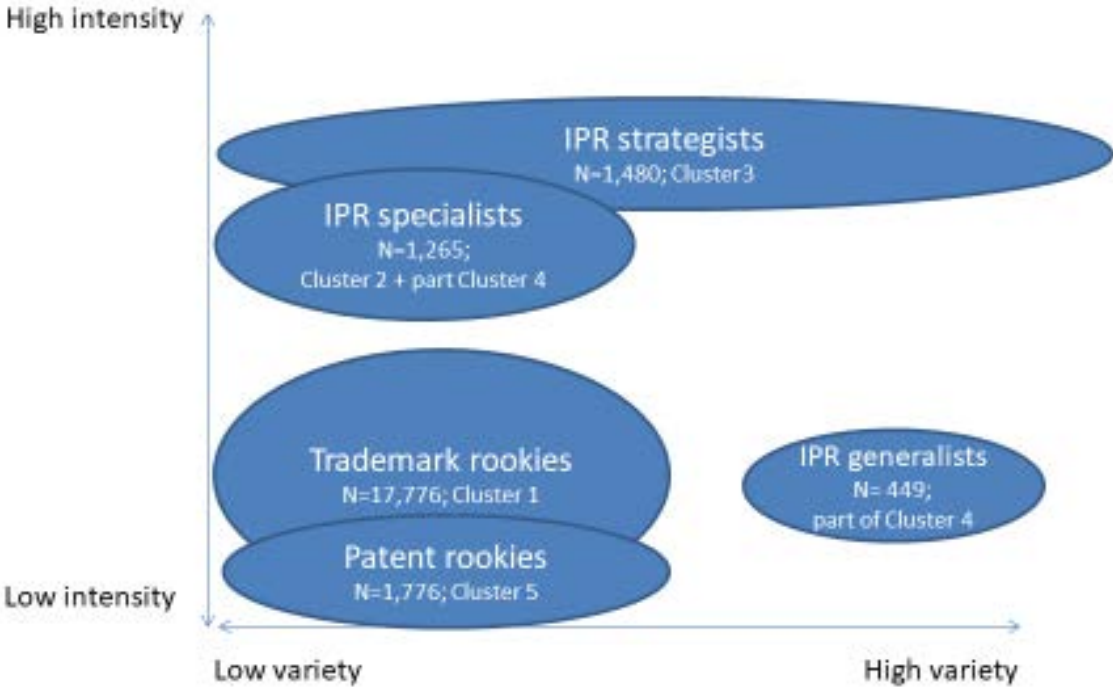 High intensity
IPR strategists
N=1,480; Cluster3
IPR specialists
N=1,265;
Cluster 2 + part Cluster 4
Trademark rookies
N=17,776; Cluster 1
IPR generalists
N= 449;
part of Cluster 4
Patent rookies
N=1,776; Cluster 5
Low intensity
Low variety
High variety